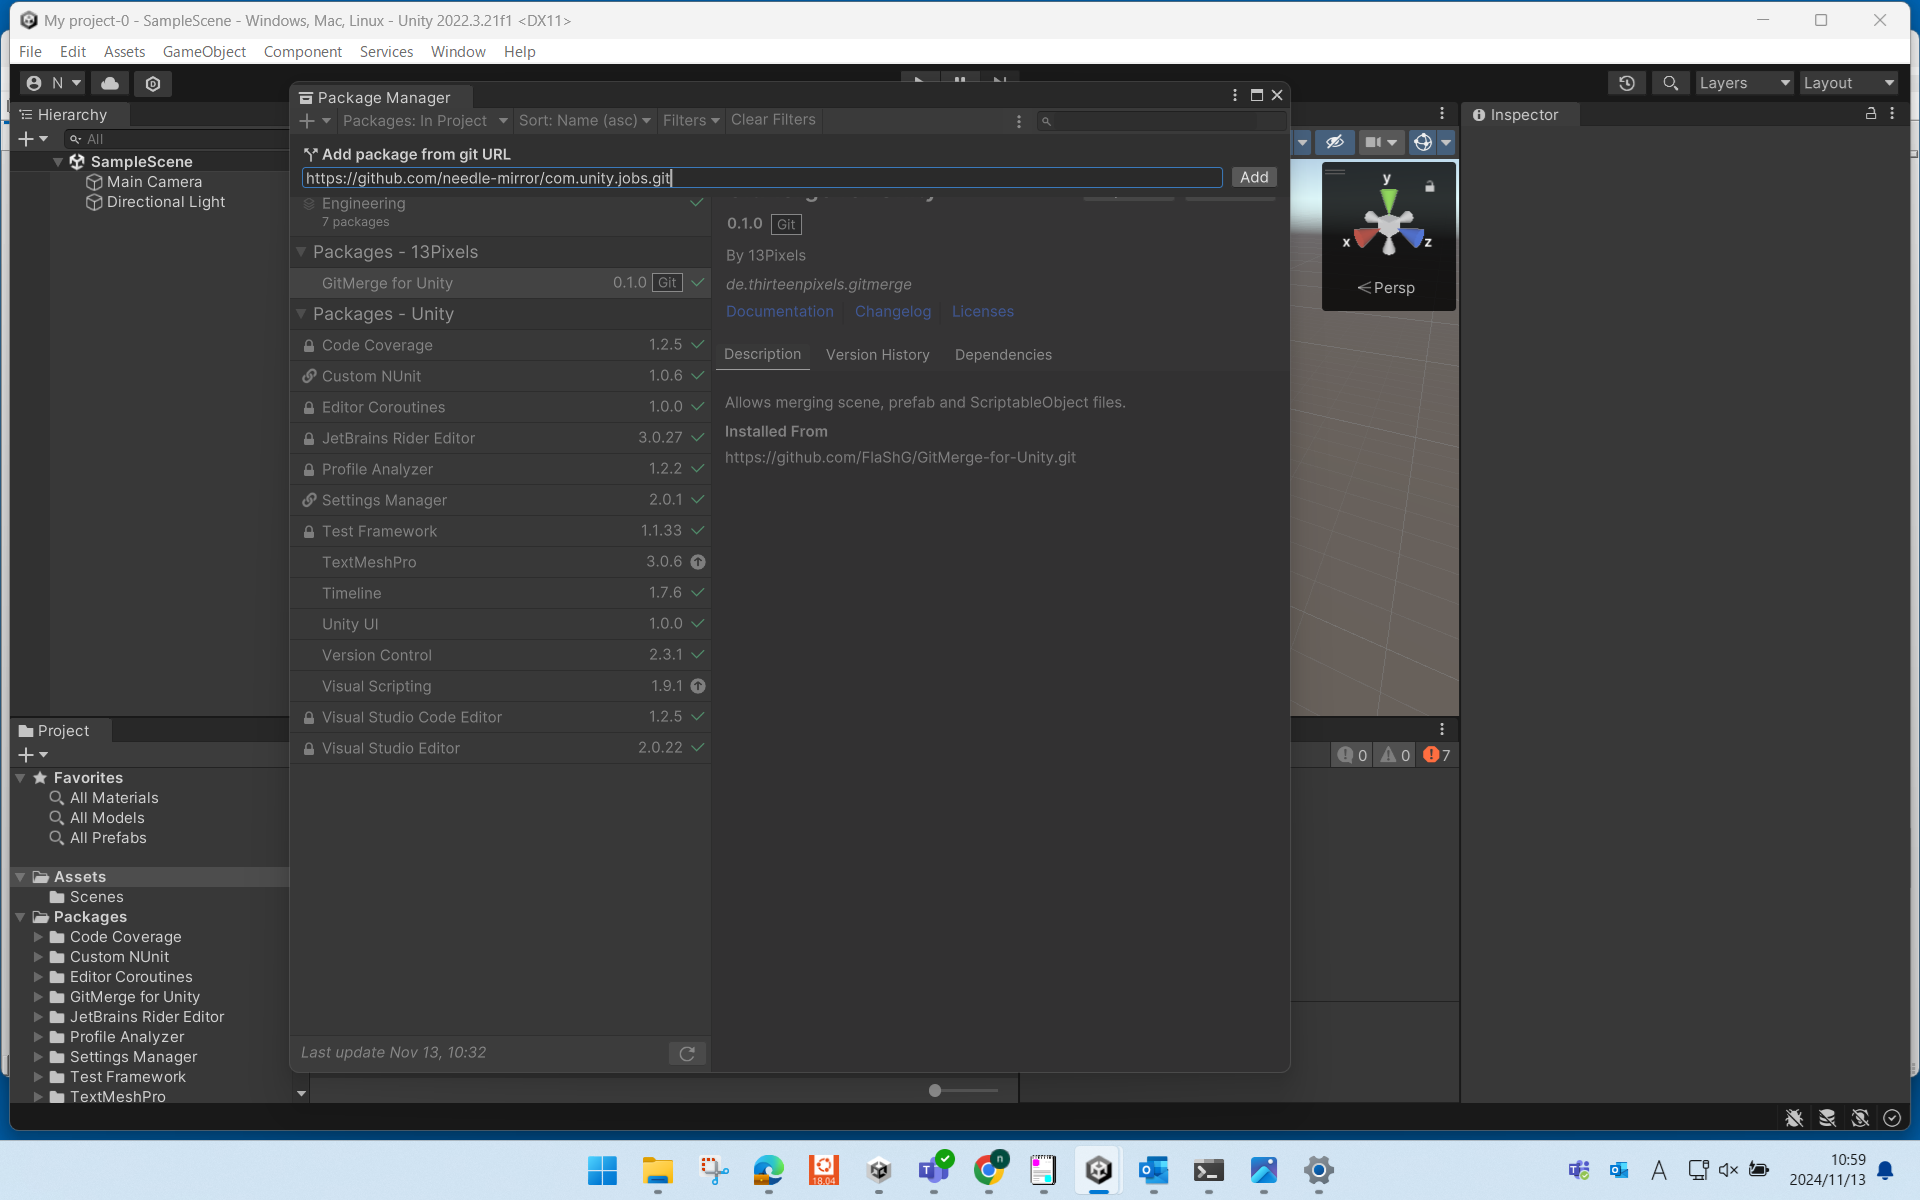 My project-0 - SampleScene - Windows, Mac, Linux - Unity 2022.3.21f1 <DX11>
File Edit Assets GameObject Component Services Window Help
N Layers Layout
Hierarchy
All
SampleScene
Main Camera
Directional Light
Package Manager
Packages: In Project Sort: Name (asc) Filters Clear Filters
Add package from git URL
https://github.com/needle-mirror/com.unity.jobs.git Add
Engineering
7 packages
Packages - 13Pixels
GitMerge for Unity 0.1.0 Git
Packages - Unity
Code Coverage 1.2.5
Custom NUnit 1.0.6
Editor Coroutines 1.0.0
JetBrains Rider Editor 3.0.27
Profile Analyzer 1.2.2
Settings Manager 2.0.1
Test Framework 1.1.33
TextMeshPro 3.0.6
Timeline 1.7.6
Unity UI 1.0.0
Version Control 2.3.1
Visual Scripting 1.9.1
Visual Studio Code Editor 1.2.5
Visual Studio Editor 2.0.22
Last update Nov 13, 10:32
0.1.0 Git
By 13Pixels
de.thirteenpixels.gitmerge
Documentation Changelog Licenses
Description Version History Dependencies
Allows merging scene, prefab and ScriptableObject files.
Installed From
https://github.com/FlaShG/GitMerge-for-Unity.git
y
x z
Persp
Inspector
0 0 7
Project
Favorites
All Materials
All Models
All Prefabs
Assets
Scenes
Packages
Code Coverage
Custom NUnit
Editor Coroutines
GitMerge for Unity
JetBrains Rider Editor
Profile Analyzer
Settings Manager
Test Framework
TextMeshPro
18.04
n
A
10:59
2024/11/13